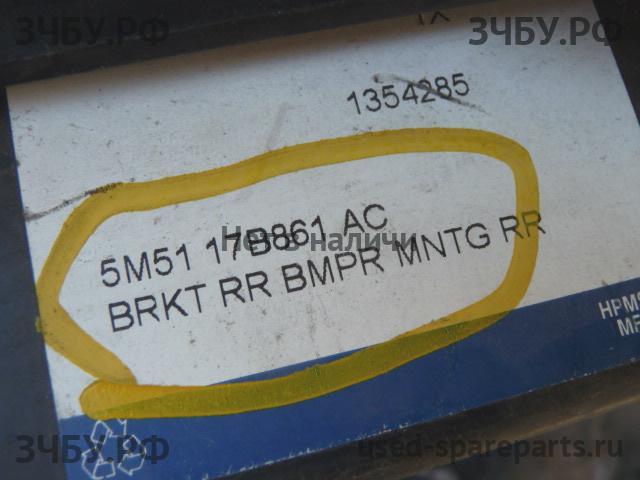 ЗЧБУ.РФ
ЗЧБУ.РФ
1354285
5M51 17B861 AC
BRKT RR BMPR MNTG RR
ЗЧБУ.РФ
used-spareparts.ru